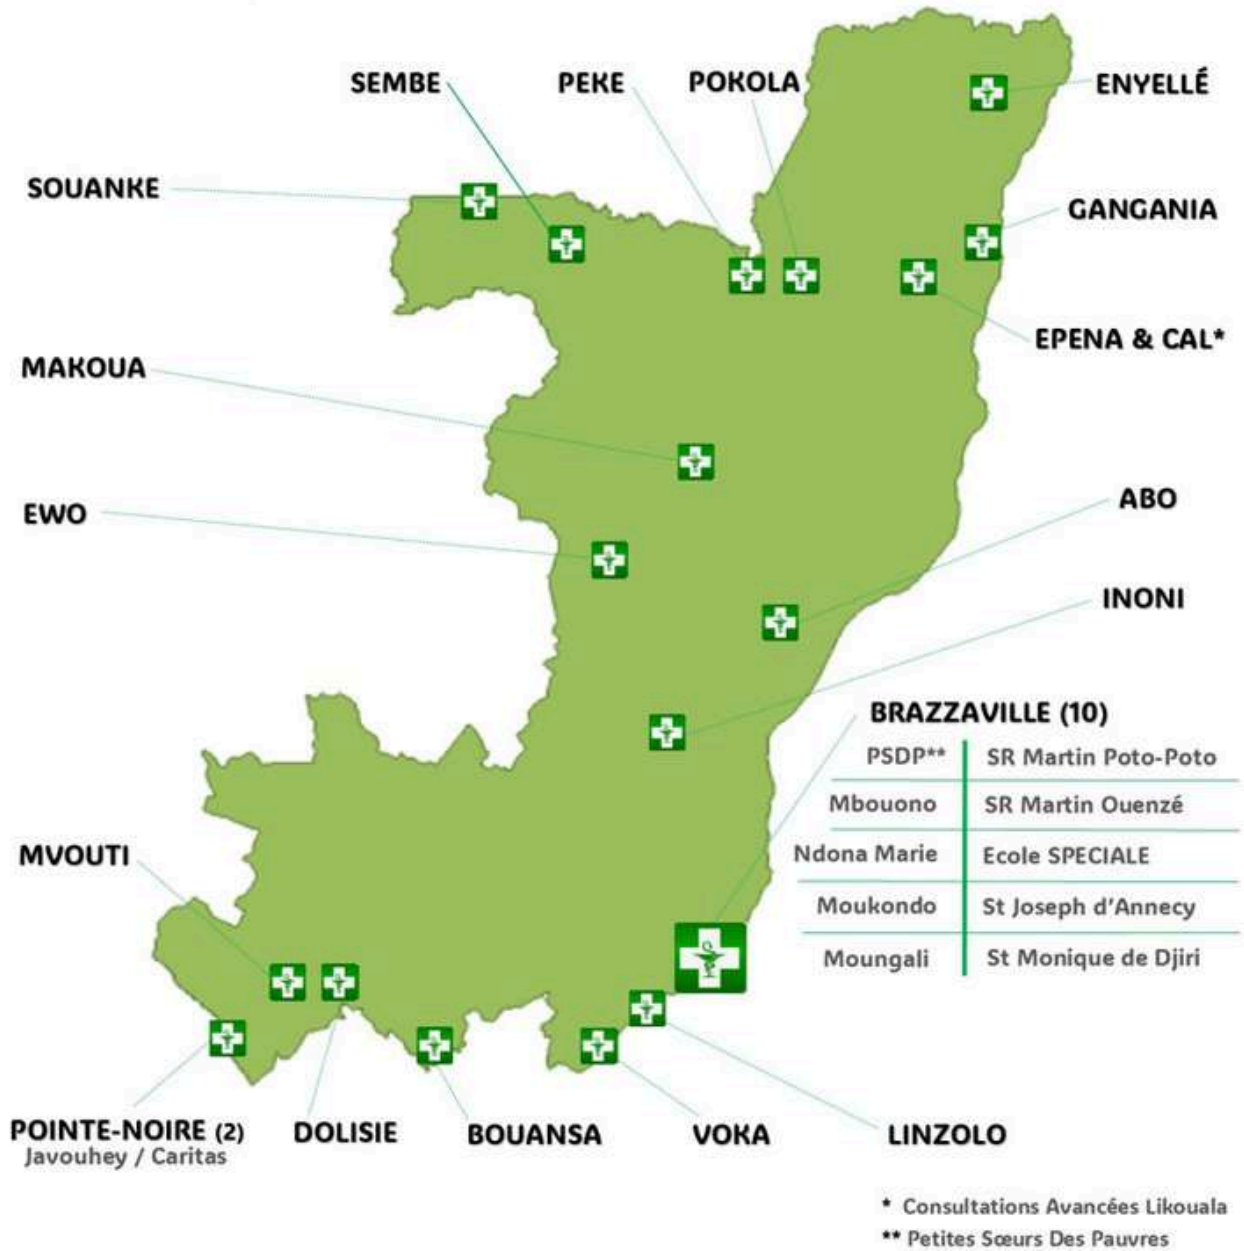 SEMBE
PEKE
POKOLA
ENYELLÉ
SOUANKE
GANGANIA
EPENA & CAL*
MAKOUA
ABO
EWO
INONI
BRAZZAVILLE (10)
PSDP** SR Martin Poto-Poto
Mbouono SR Martin Ouenzé
Ndona Marie Ecole SPECIALE
Moukondo St Joseph d'Annecy
Moungali St Monique de Djiri
MVOUTI
POINTE-NOIRE (2)
Javouhey / Caritas
DOLISIE
BOUANSA
VOKA
LINZOLO
* Consultations Avancées Likouala
** Petites Sœurs Des Pauvres